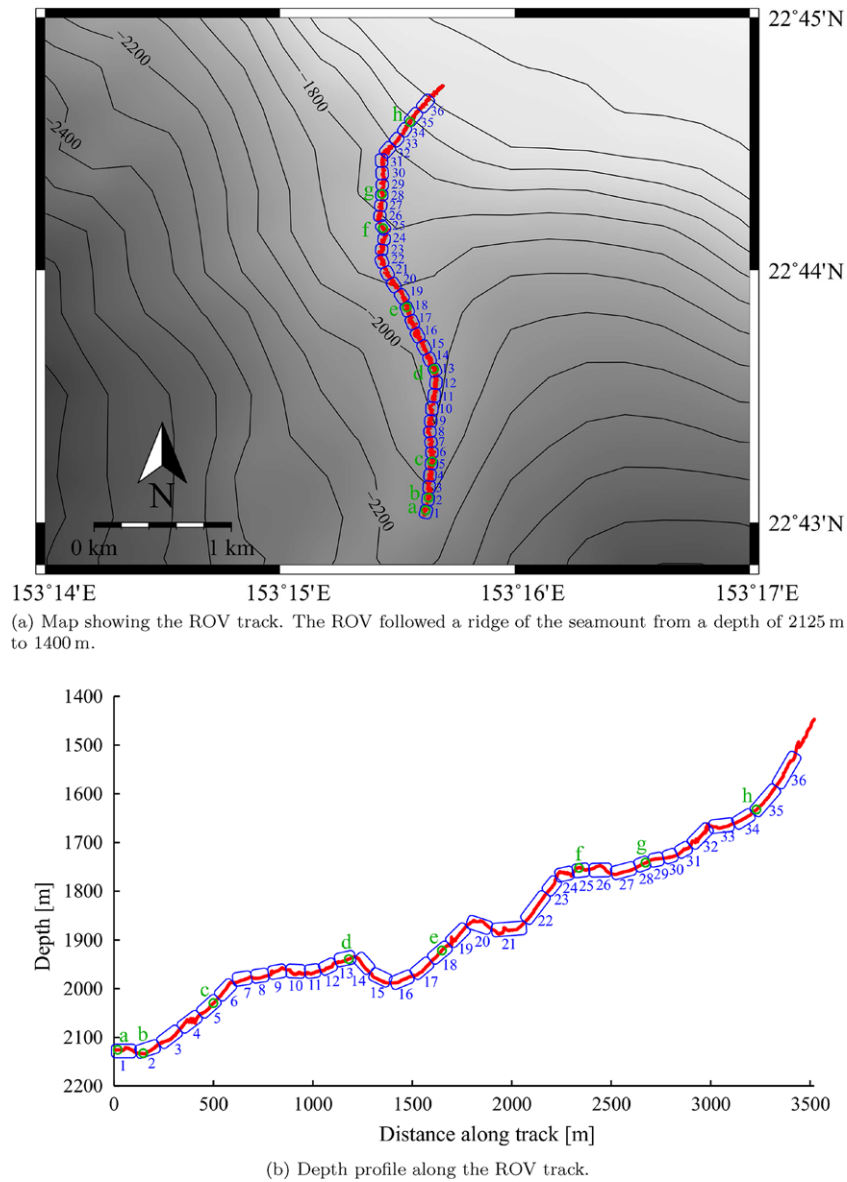 22°45'N
−2200
−1800
−2400
h
36
35
34
33
32
31
30
29
g
28
27
26
f
25
24
23
22°44'N
22
21
20
19
e
18
17
16
−2000
15
14
d
13
12
11
10
9
8
7
6
c
5
4
3
b
2
a
1
−2200
N
22°43'N
0 km 1 km
153°14'E 153°15'E 153°16'E 153°17'E
(a) Map showing the ROV track. The ROV followed a ridge of the seamount from a depth of 2125 m
to 1400 m.
1400
1500
1600
1700
1800
1900
2000
2100
2200
Depth [m]
a b c d e f g h
1 2 3 4 5 6 7 8 9 10 11 12 13 14 15 16 17 18 19 20 21 22 23 24 25 26 27 28 29 30 31 32 33 34 35 36
0 500 1000 1500 2000 2500 3000 3500
Distance along track [m]
(b) Depth profile along the ROV track.